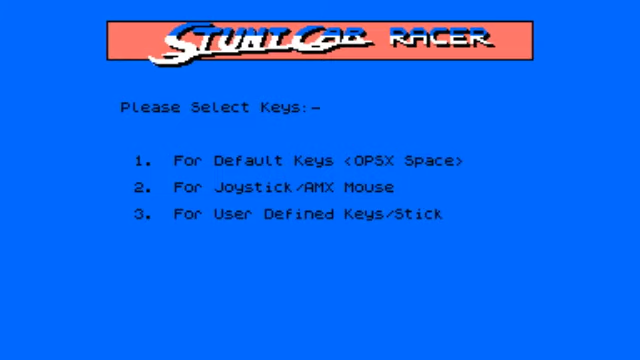 STUNT CAR RACER
Please Select Keys:-
1. For Default Keys <OPSX Space>
2. For Joystick/AMX Mouse
3. For User Defined Keys/Stick